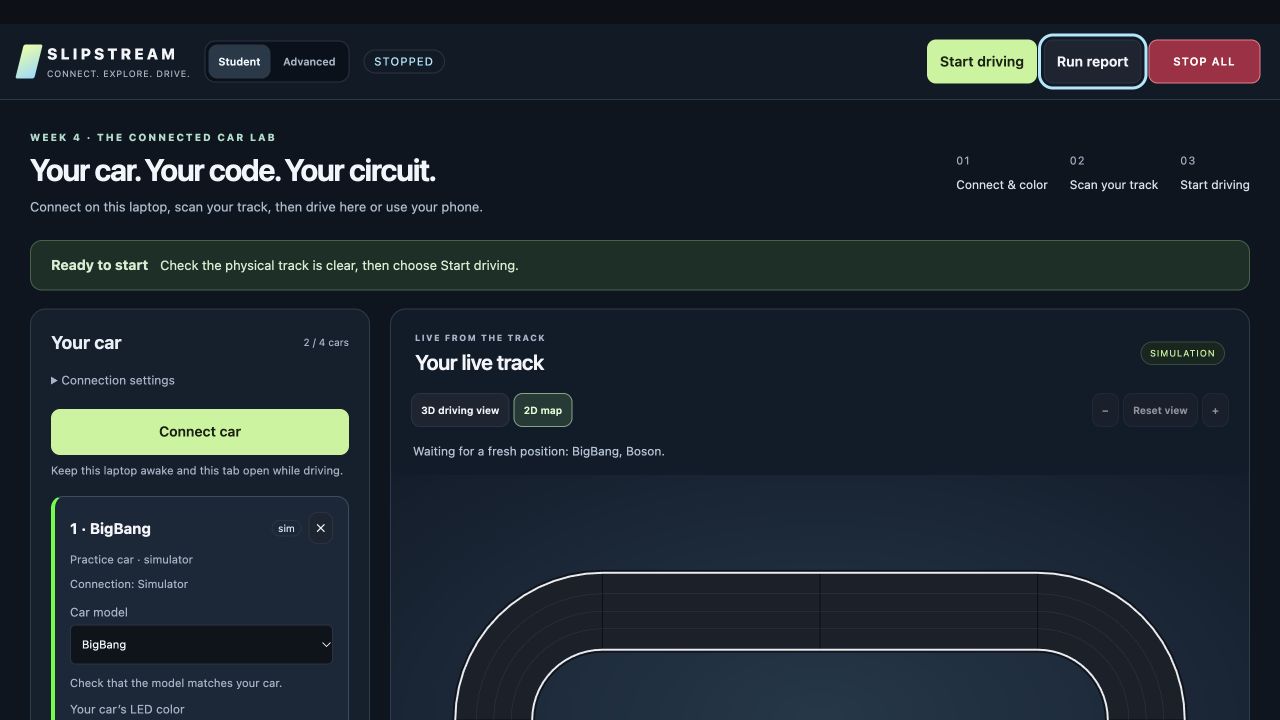 SLIPSTREAM
CONNECT. EXPLORE. DRIVE.
Student
Advanced
STOPPED
Start driving
Run report
STOP ALL
WEEK 4 · THE CONNECTED CAR LAB
Your car. Your code. Your circuit.
Connect on this laptop, scan your track, then drive here or use your phone.
01
Connect & color
02
Scan your track
03
Start driving
Ready to start Check the physical track is clear, then choose Start driving.
Your car
2 / 4 cars
Connection settings
Connect car
Keep this laptop awake and this tab open while driving.
1 · BigBang
sim
Practice car · simulator
Connection: Simulator
Car model
BigBang
Check that the model matches your car.
Your car’s LED color
LIVE FROM THE TRACK
Your live track
SIMULATION
3D driving view
2D map
−
Reset view
+
Waiting for a fresh position: BigBang, Boson.